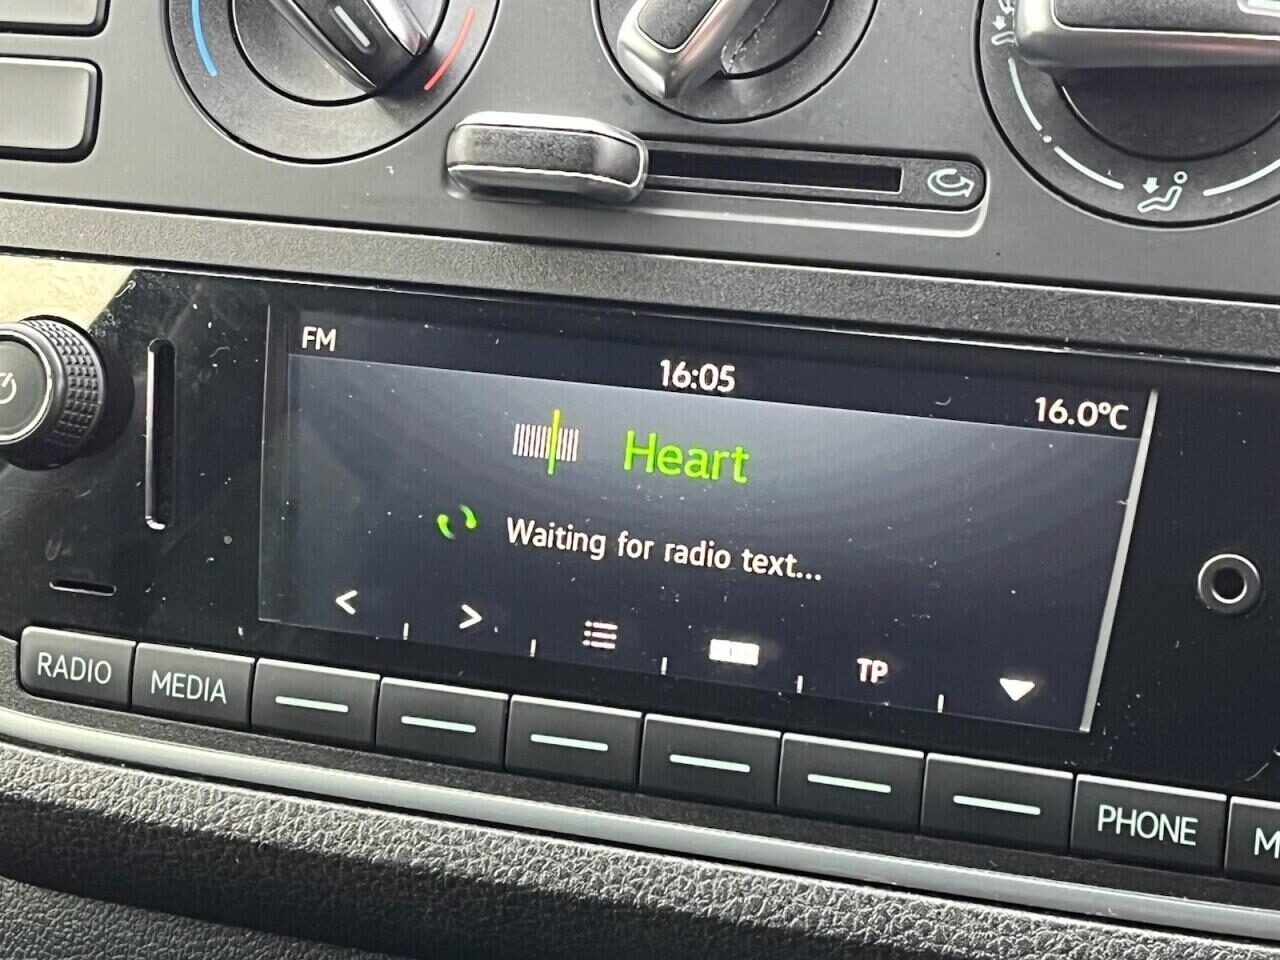 FM
16:05
16.0°C
Heart
Waiting for radio text...
TP
RADIO
MEDIA
PHONE
M